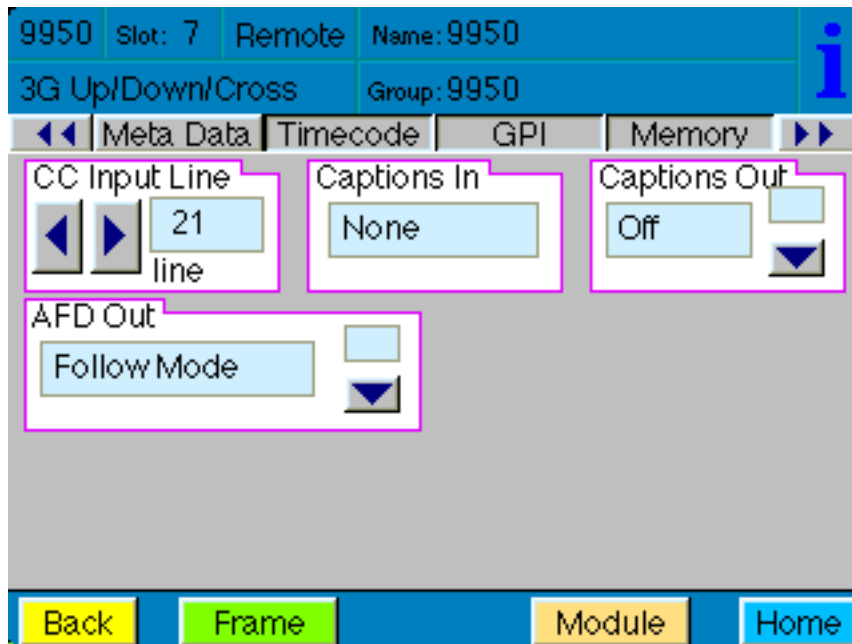 9950 Slot: 7 Remote Name: 9950
3G Up/Down/Cross Group: 9950
i
Meta Data Timecode GPI Memory
CC Input Line Captions In Captions Out
21 None Off
line
AFD Out
Follow Mode
Back Frame Module Home